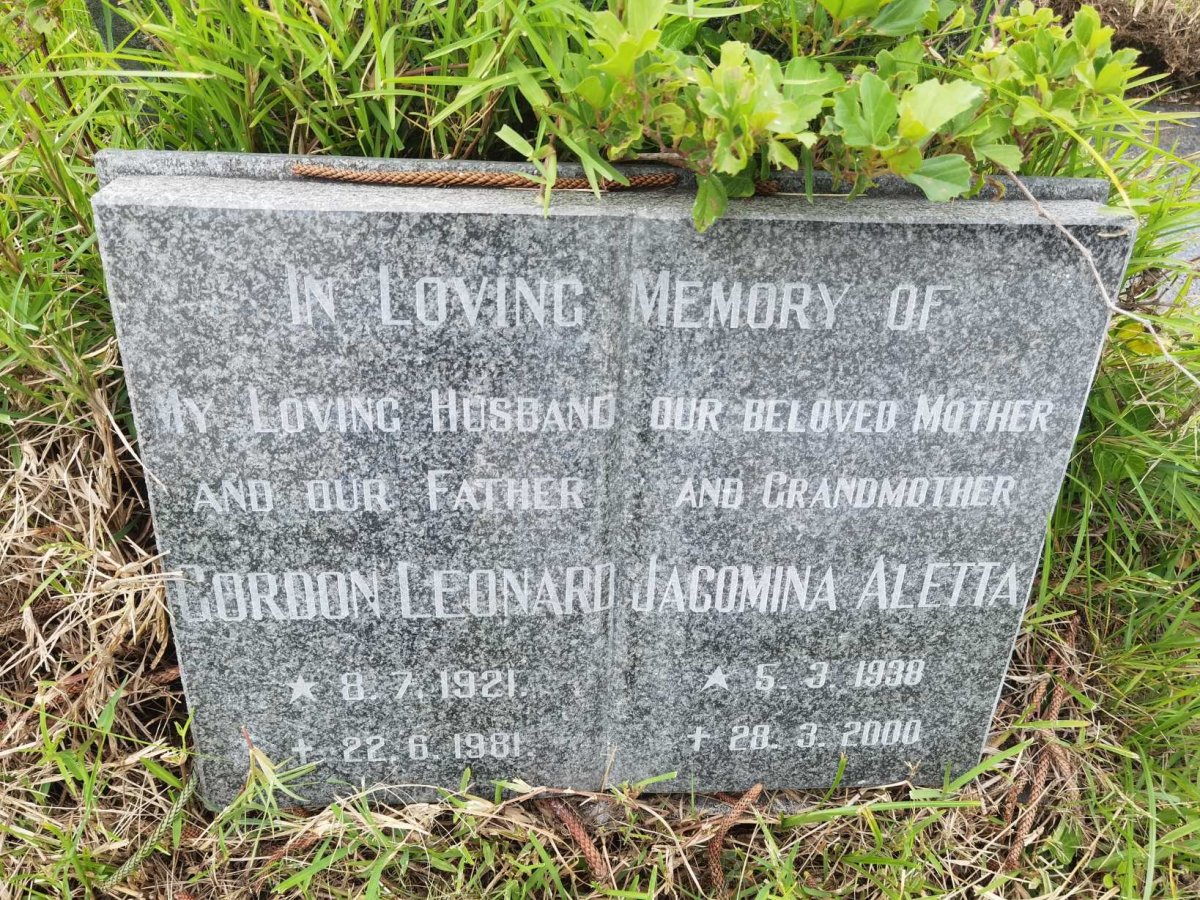 In Loving Memory of
My Loving Husband
and our Father
Gordon Leonard
★ 8. 7. 1921.
+ 22. 6. 1981
our beloved Mother
and Grandmother
Jacomina Aletta
★ 5. 3. 1938
+ 28. 3. 2000